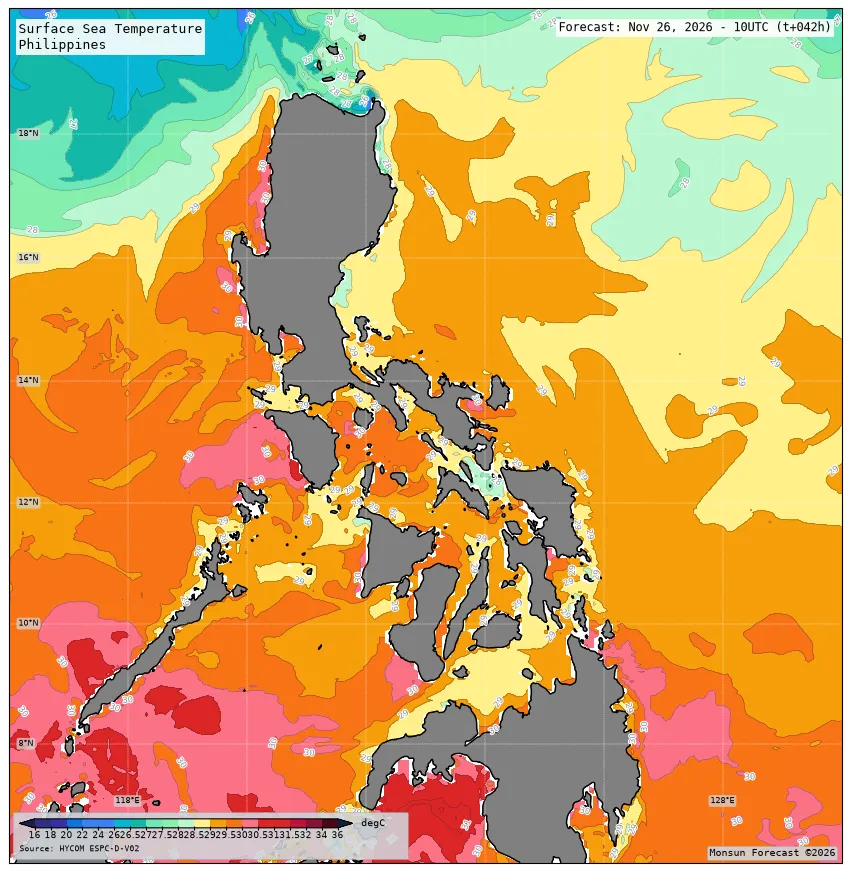 Surface Sea Temperature
Philippines
Forecast: Nov 26, 2026 - 10UTC (t+042h)
18°N
16°N
14°N
12°N
10°N
8°N
118°E
128°E
16 18 20 22 24 26 26.5 27 27.5 28 28.5 29 29.5 30 30.5 31 31.5 32 34 36 degC
Source: HYCOM ESPC-D-V02
Monsun Forecast ©2026